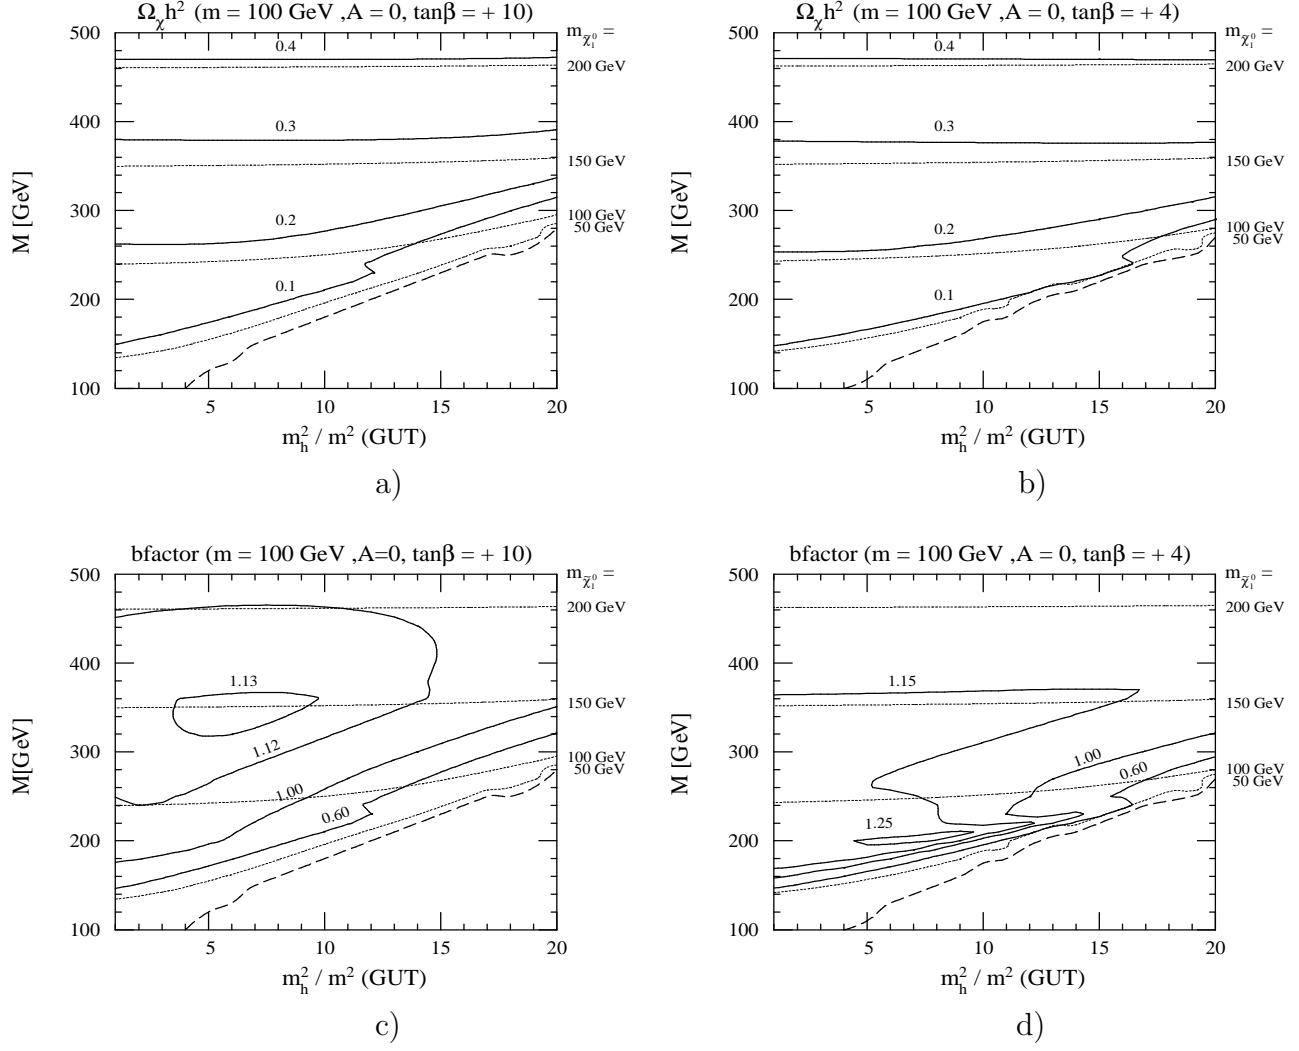 Ω_χ h² (m = 100 GeV ,A = 0, tanβ = + 10)
m_χ̃₁⁰ =
500
0.4
200 GeV
400
0.3
150 GeV
M [GeV]
300
0.2
100 GeV
50 GeV
200
0.1
100
5 10 15 20
m_h² / m² (GUT)
a)
Ω_χ h² (m = 100 GeV ,A = 0, tanβ = + 4)
m_χ̃₁⁰ =
500
0.4
200 GeV
400
0.3
150 GeV
M [GeV]
300
0.2
100 GeV
50 GeV
200
0.1
100
5 10 15 20
m_h² / m² (GUT)
b)
bfactor (m = 100 GeV ,A=0, tanβ = + 10)
m_χ̃₁⁰ =
500
200 GeV
400
1.13
150 GeV
M[GeV]
300
1.12
100 GeV
50 GeV
1.00
0.60
200
100
5 10 15 20
m_h² / m² (GUT)
c)
bfactor (m = 100 GeV ,A = 0, tanβ = + 4)
m_χ̃₁⁰ =
500
200 GeV
400
1.15
150 GeV
M [GeV]
300
1.00
0.60
100 GeV
50 GeV
1.25
200
100
5 10 15 20
m_h² / m² (GUT)
d)